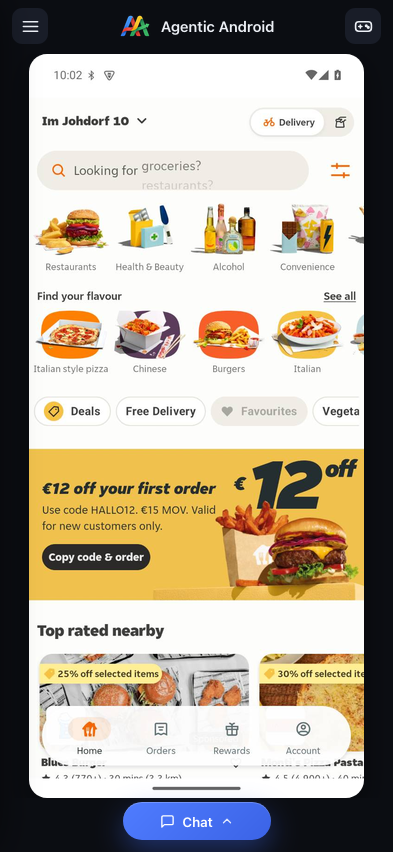 Agentic Android
10:02
Im Johdorf 10
Delivery
Looking for groceries?
restaurants?
Restaurants
Health & Beauty
Alcohol
Convenience
Find your flavour
See all
Italian style pizza
Chinese
Burgers
Italian
Deals
Free Delivery
Favourites
Vegeta
€12 off your first order
Use code HALLO12. €15 MOV. Valid
for new customers only.
Copy code & order
€12 off
Top rated nearby
25% off selected items
30% off selected ite
Home
Orders
Rewards
Account
Chat